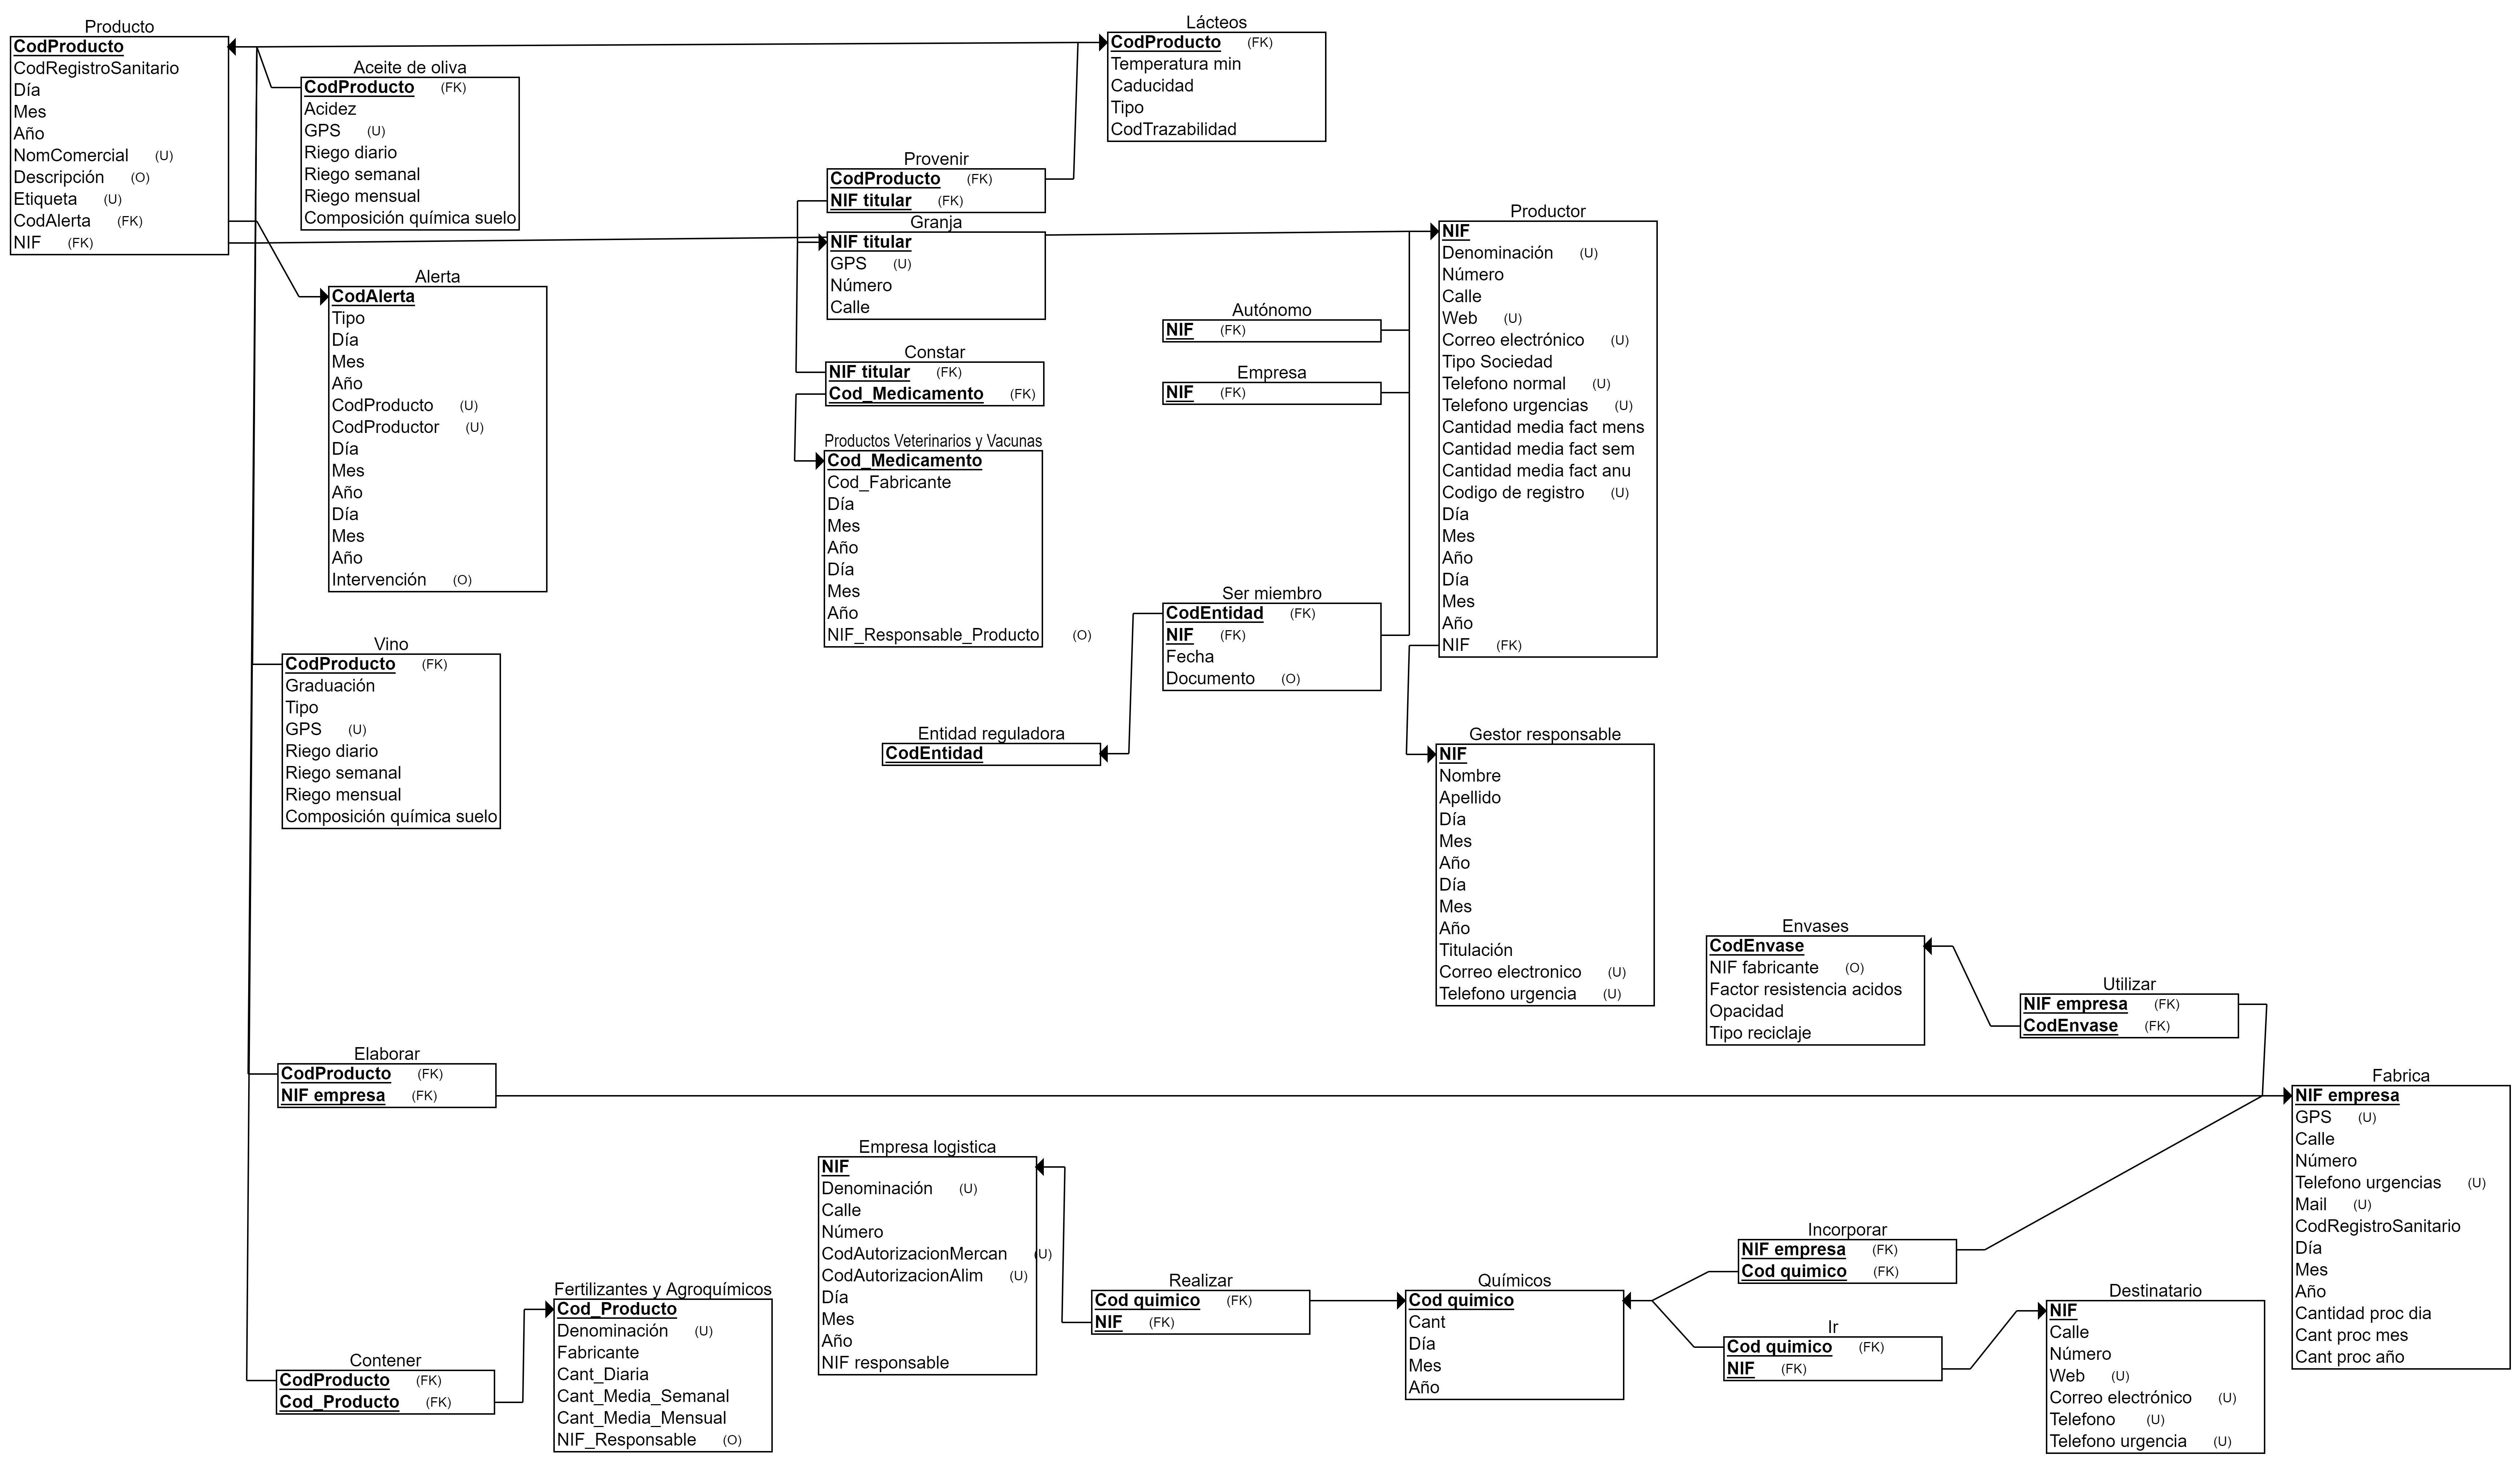 Producto
CodProducto
CodRegistroSanitario
Día
Mes
Año
NomComercial (U)
Descripción (O)
Etiqueta (U)
CodAlerta (FK)
NIF (FK)
Aceite de oliva
CodProducto (FK)
Acidez
GPS (U)
Riego diario
Riego semanal
Riego mensual
Composición química suelo
Lácteos
CodProducto (FK)
Temperatura min
Caducidad
Tipo
CodTrazabilidad
Provenir
CodProducto (FK)
NIF titular (FK)
Granja
NIF titular
GPS (U)
Número
Calle
Productor
NIF
Denominación (U)
Número
Calle
Web (U)
Correo electrónico (U)
Tipo Sociedad
Telefono normal (U)
Telefono urgencias (U)
Cantidad media fact mens
Cantidad media fact sem
Cantidad media fact anu
Codigo de registro (U)
Día
Mes
Año
Día
Mes
Año
NIF (FK)
Alerta
CodAlerta
Tipo
Día
Mes
Año
CodProducto (U)
CodProductor (U)
Día
Mes
Año
Día
Mes
Año
Intervención (O)
Autónomo
NIF (FK)
Constar
NIF titular (FK)
Cod_Medicamento (FK)
Empresa
NIF (FK)
Productos Veterinarios y Vacunas
Cod_Medicamento
Cod_Fabricante
Día
Mes
Año
Día
Mes
Año
NIF_Responsable_Producto (O)
Ser miembro
CodEntidad (FK)
NIF (FK)
Fecha
Documento (O)
Vino
CodProducto (FK)
Graduación
Tipo
GPS (U)
Riego diario
Riego semanal
Riego mensual
Composición química suelo
Entidad reguladora
CodEntidad
Gestor responsable
NIF
Nombre
Apellido
Día
Mes
Año
Día
Mes
Año
Titulación
Correo electronico (U)
Telefono urgencia (U)
Envases
CodEnvase
NIF fabricante (O)
Factor resistencia acidos
Opacidad
Tipo reciclaje
Utilizar
NIF empresa (FK)
CodEnvase (FK)
Elaborar
CodProducto (FK)
NIF empresa (FK)
Fabrica
NIF empresa
GPS (U)
Calle
Número
Telefono urgencias (U)
Mail (U)
CodRegistroSanitario
Día
Mes
Año
Cantidad proc dia
Cant proc mes
Cant proc año
Empresa logistica
NIF
Denominación (U)
Calle
Número
CodAutorizacionMercan (U)
CodAutorizacionAlim (U)
Día
Mes
Año
NIF responsable
Incorporar
NIF empresa (FK)
Cod quimico (FK)
Realizar
Cod quimico (FK)
NIF (FK)
Químicos
Cod quimico
Cant
Día
Mes
Año
Fertilizantes y Agroquímicos
Cod_Producto
Denominación (U)
Fabricante
Cant_Diaria
Cant_Media_Semanal
Cant_Media_Mensual
NIF_Responsable (O)
Destinatario
NIF
Calle
Número
Web (U)
Correo electrónico (U)
Telefono (U)
Telefono urgencia (U)
Ir
Cod quimico (FK)
NIF (FK)
Contener
CodProducto (FK)
Cod_Producto (FK)